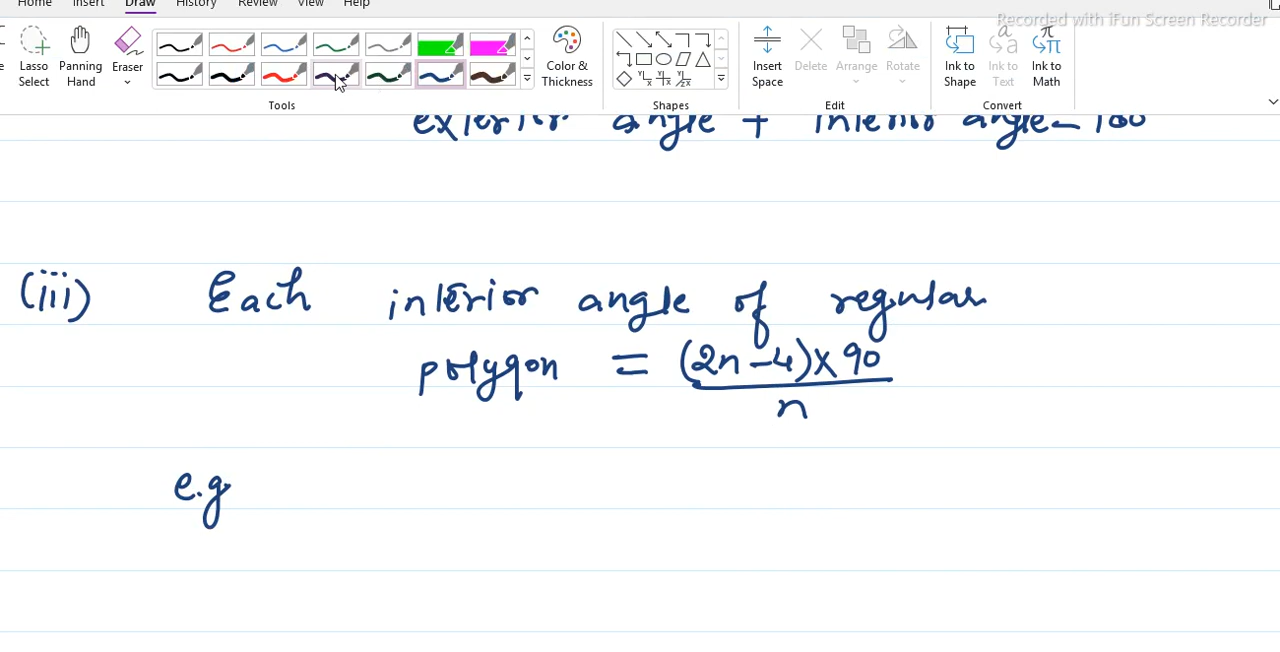 Home Insert Draw History Review View Help
Recorded with iFun Screen Recorder
Lasso Select
Panning Hand
Eraser
Color & Thickness
Insert Space
Delete
Arrange
Rotate
Ink to Shape
Ink to Text
Ink to Math
Tools Shapes Edit Convert
exterior angle + interior angle = 180
(iii) Each interior angle of regular
polygon = (2n-4)×90
n
e.g